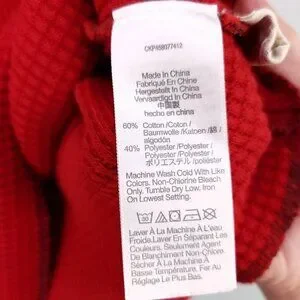 CKP458077412
Made In China
Fabriqué En Chine
Hergestellt In China
Vervaardigd In China
中国製
hecho en china
60% Cotton /Coton /
Baumwolle /Katoen /綿 /
algodón
40% Polyester /Polyester /
Polyester /Polyester /
ポリエステル /poliéster
Machine Wash Cold With Like
Colors. Non-Chlorine Bleach
Only. Tumble Dry Low. Iron
On Lowest Setting.
30
Laver À La Machine À L'eau
Froide.Laver En Séparant Les
Couleurs. Seulement Agent
De Blanchiment Non-Chlore.
Sécher À La Machine À
Basse Température. Fer Au
Réglage Le Plus Bas.